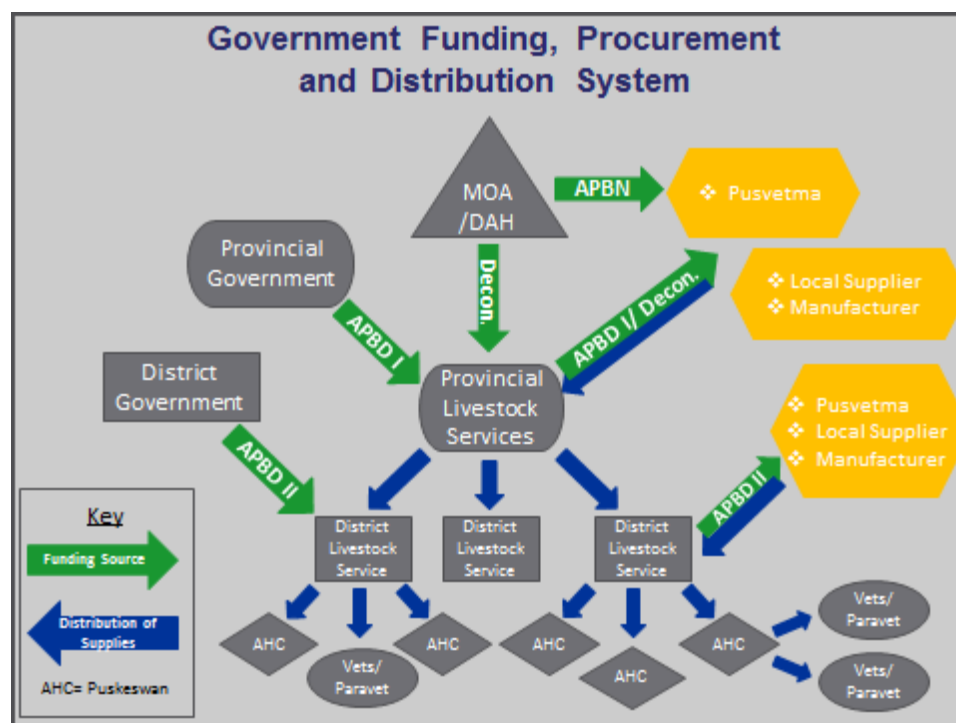 Government Funding, Procurement
and Distribution System
MOA
/DAH
APBN
❖ Pusvetma
Provincial
Government
Decon.
❖ Local Supplier
❖ Manufacturer
APBD I
APBD I/ Decon.
District
Government
Provincial
Livestock
Services
❖ Pusvetma
❖ Local Supplier
❖ Manufacturer
APBD II
APBD II
Key
Funding Source
Distribution of
Supplies
AHC= Puskeswan
District
Livestock
Service
District
Livestock
Service
District
Livestock
Service
AHC
Vets/
Paravet
AHC
AHC
AHC
AHC
Vets/
Paravet
Vets/
Paravet